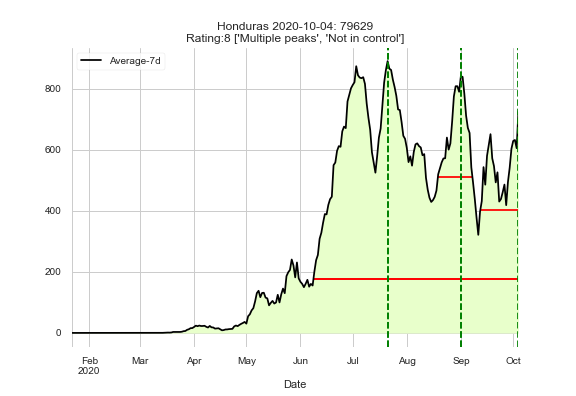 Honduras 2020-10-04: 79629
Rating:8 ['Multiple peaks', 'Not in control']
Average-7d
800
600
400
200
0
Feb Mar Apr May Jun Jul Aug Sep Oct
2020
Date